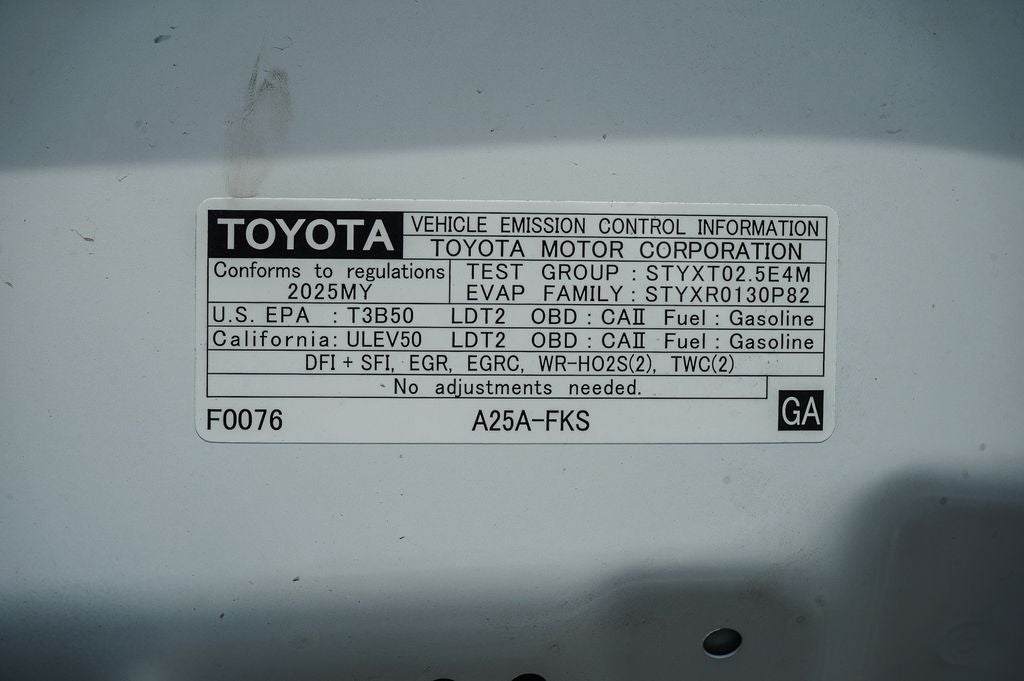 TOYOTA VEHICLE EMISSION CONTROL INFORMATION
TOYOTA MOTOR CORPORATION
Conforms to regulations
2025MY
TEST GROUP : STYXT02.5E4M
EVAP FAMILY : STYXR0130P82
U.S. EPA : T3B50 LDT2 OBD : CAⅡ Fuel : Gasoline
California: ULEV50 LDT2 OBD : CAⅡ Fuel : Gasoline
DFI + SFI, EGR, EGRC, WR-HO2S(2), TWC(2)
No adjustments needed.
F0076 A25A-FKS GA